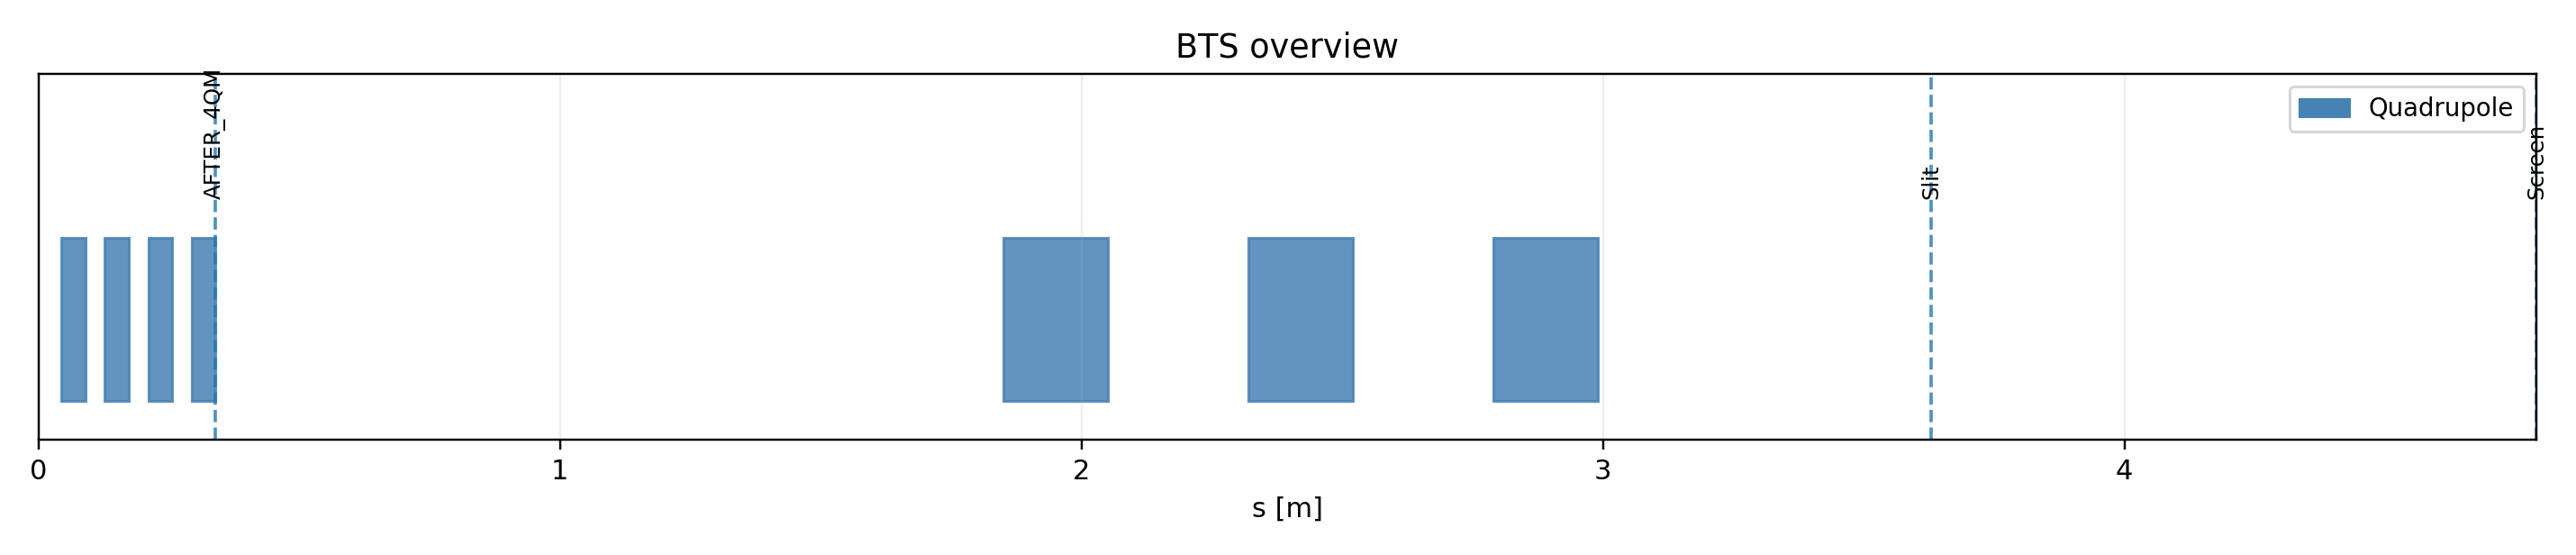 BTS overview
AFTER_4QM
Slit
Screen
Quadrupole
0 1 2 3 4
s [m]